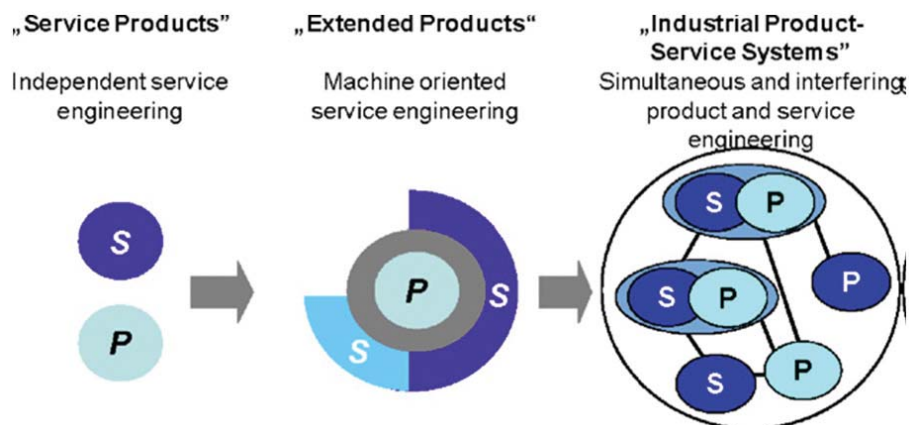 „Service Products”
Independent service
engineering
„Extended Products“
Machine oriented
service engineering
„Industrial Product-
Service Systems”
Simultaneous and interfering
product and service
engineering
S
P
P
S
S
S P
P
S P
S
P